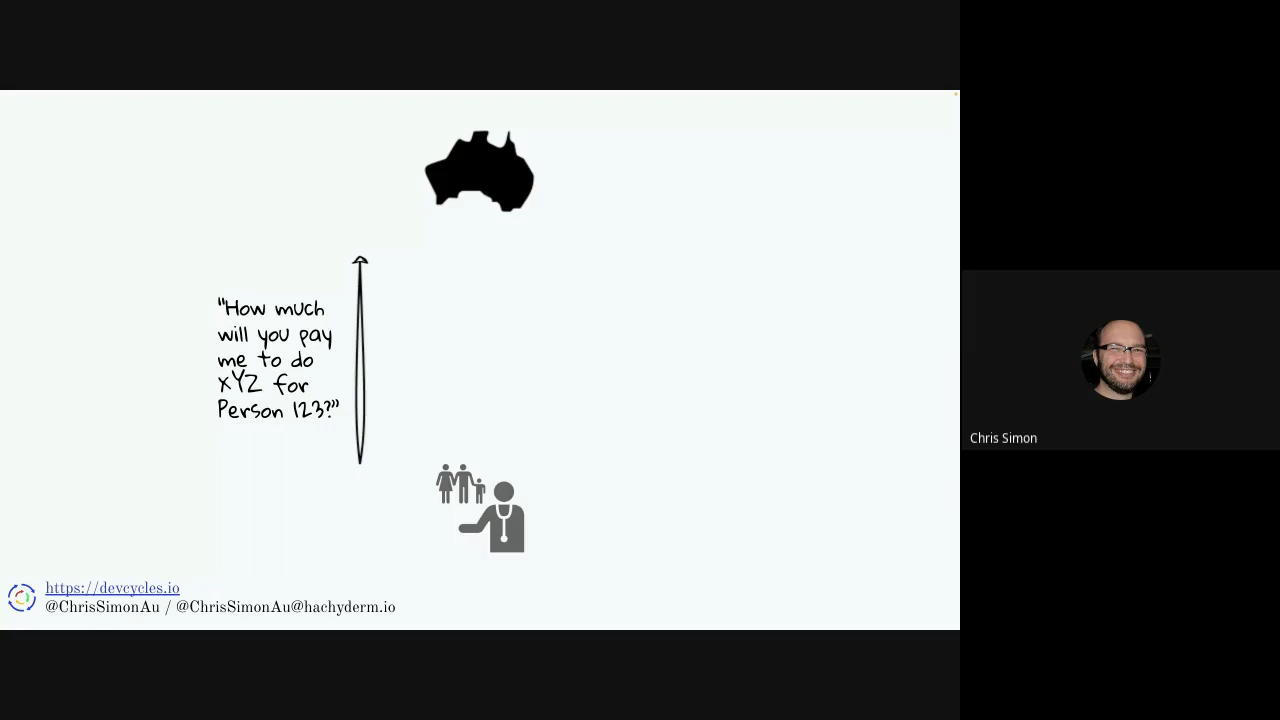 "How much
will you pay
me to do
XYZ for
Person 123?"
https://devcycles.io
@ChrisSimonAu / @ChrisSimonAu@hachyderm.io
Chris Simon